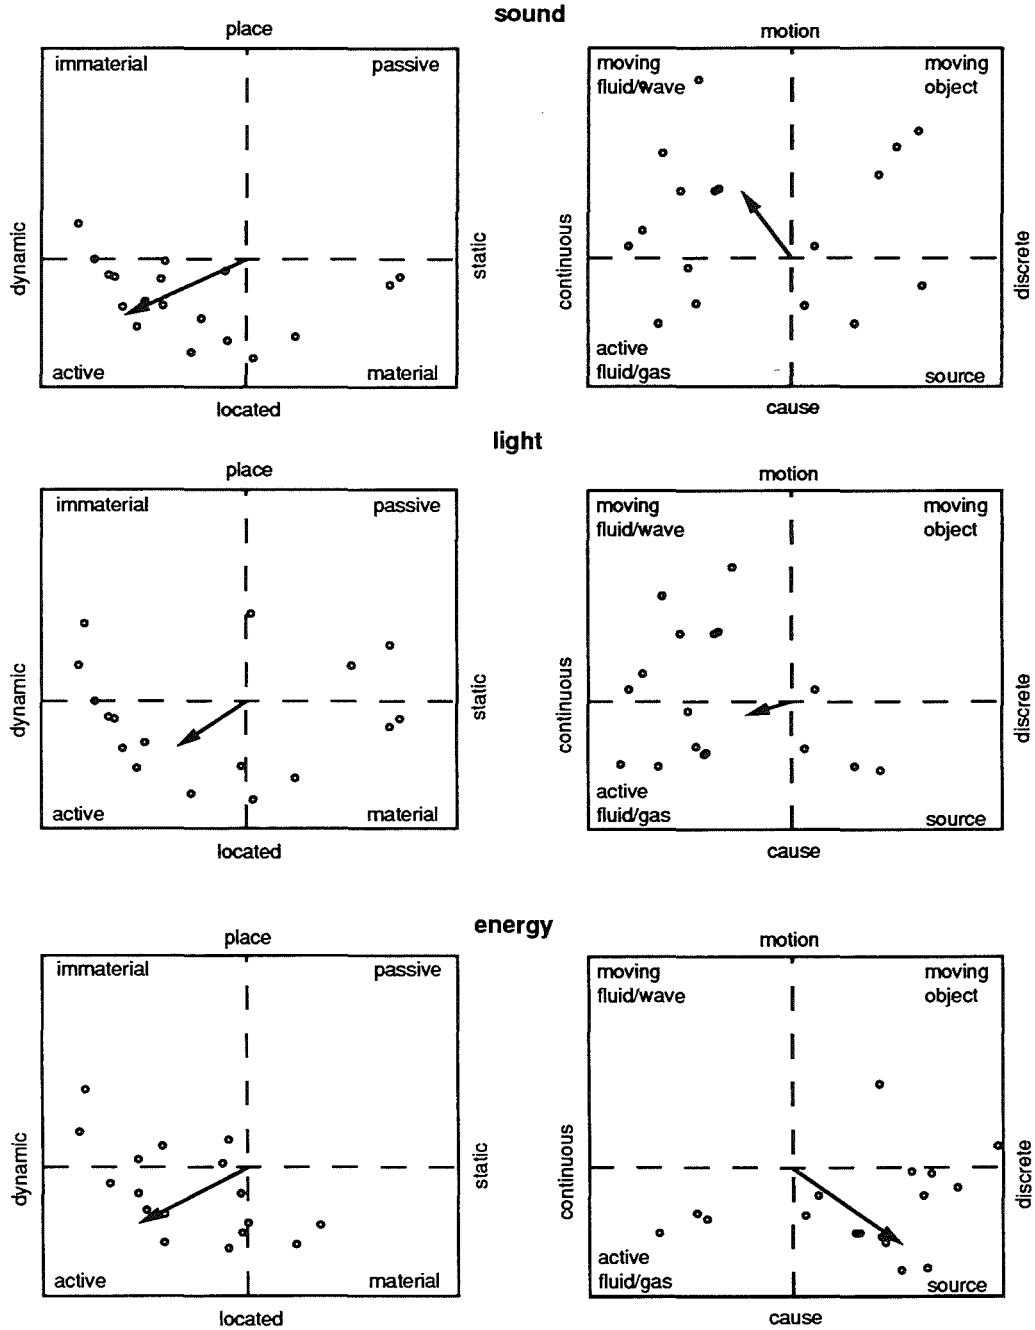 sound
place
immaterial
passive
dynamic
static
active
material
located
motion
moving
fluid/wave
moving
object
continuous
discrete
active
fluid/gas
source
cause
light
place
immaterial
passive
dynamic
static
active
material
located
motion
moving
fluid/wave
moving
object
continuous
discrete
active
fluid/gas
source
cause
energy
place
immaterial
passive
dynamic
static
active
material
located
motion
moving
fluid/wave
moving
object
continuous
discrete
active
fluid/gas
source
cause